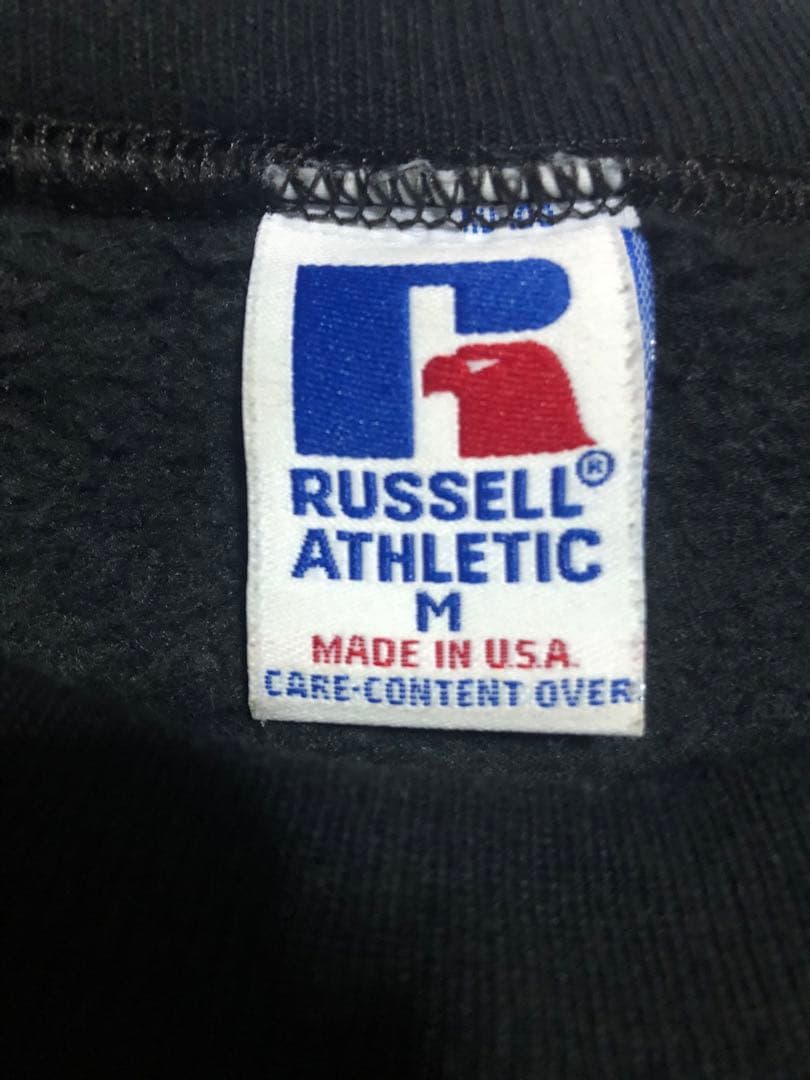 RUSSELL®
ATHLETIC
M
MADE IN U.S.A.
CARE-CONTENT OVER